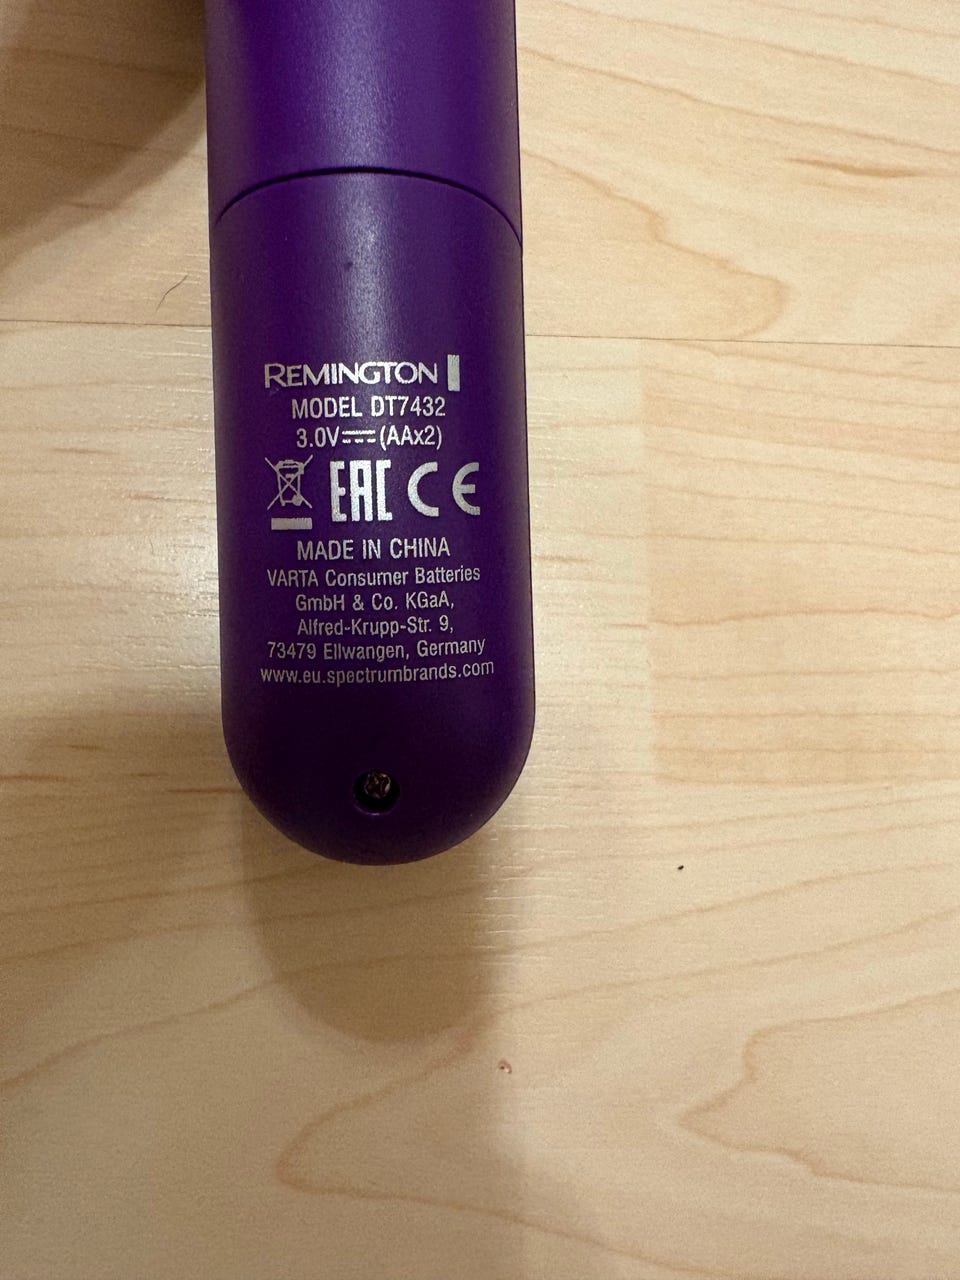 REMINGTON
MODEL DT7432
3.0V⎓(AAx2)
EAC CE
MADE IN CHINA
VARTA Consumer Batteries
GmbH & Co. KGaA,
Alfred-Krupp-Str. 9,
73479 Ellwangen, Germany
www.eu.spectrumbrands.com